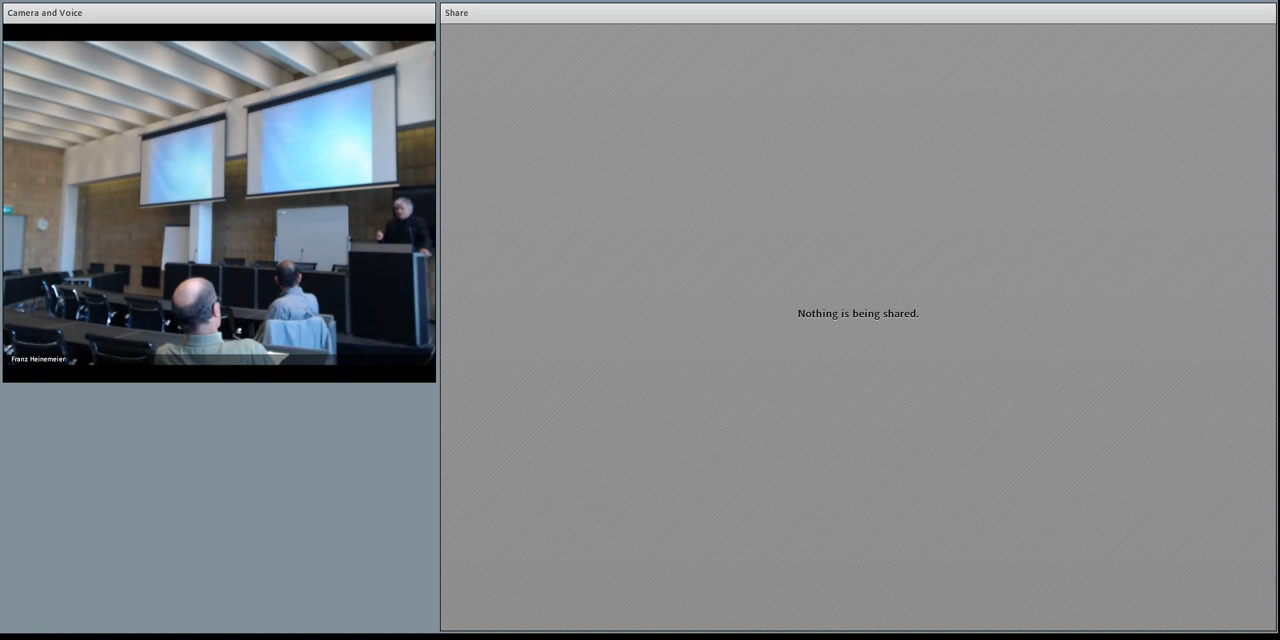 Camera and Voice
Share
Nothing is being shared.
Franz Heinemeier